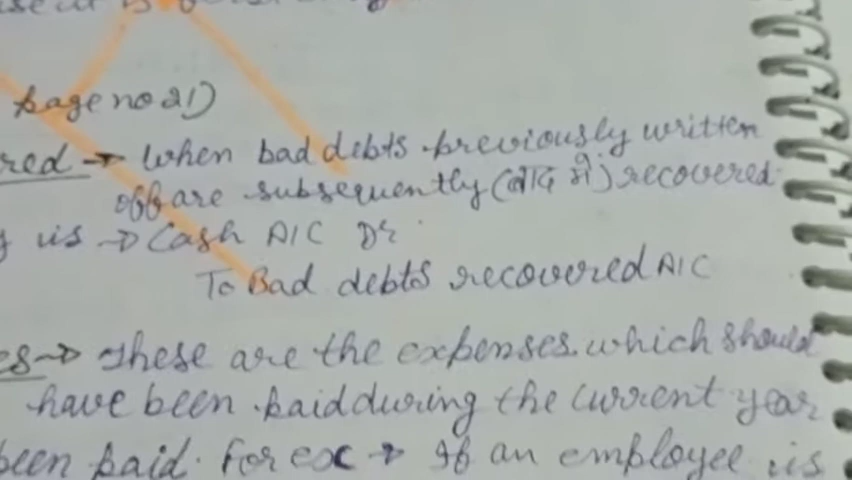 page no 21)
red → When bad debts previously written
off are subsequently (बाद में) recovered
is → Cash A/C Dr
To Bad debts recovered A/C
es → These are the expenses which should
have been paid during the current year
been paid. For ex → If an employee is